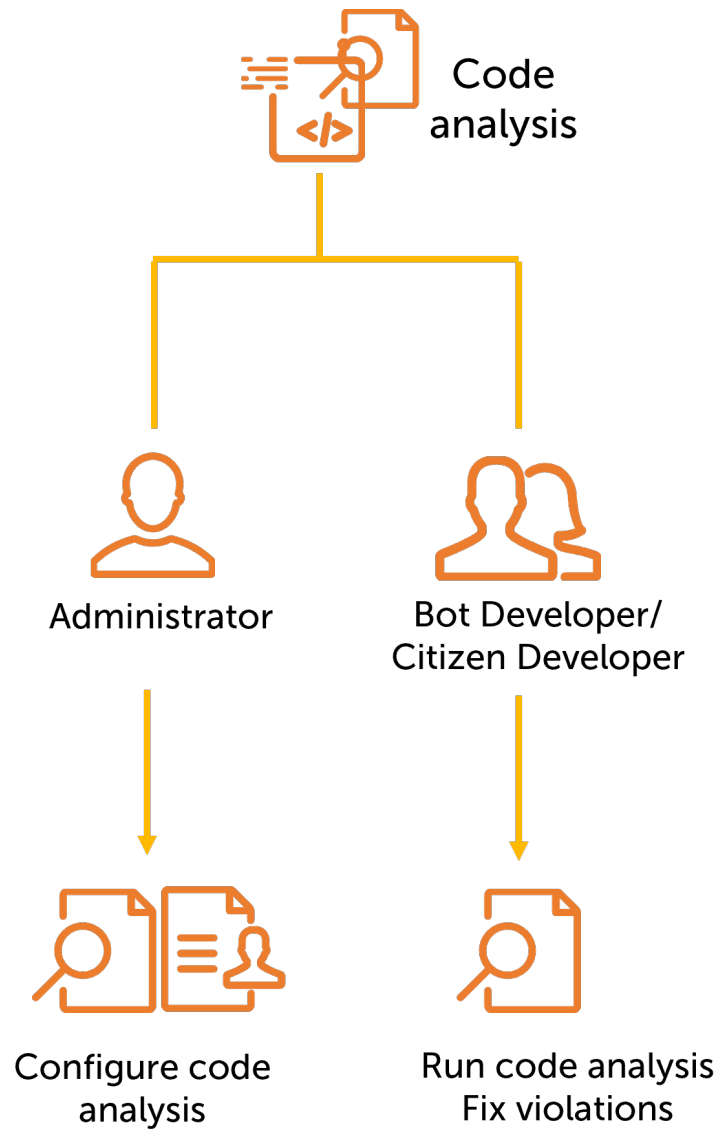 Code
analysis
</>
Administrator
Bot Developer/
Citizen Developer
Configure code
analysis
Run code analysis
Fix violations